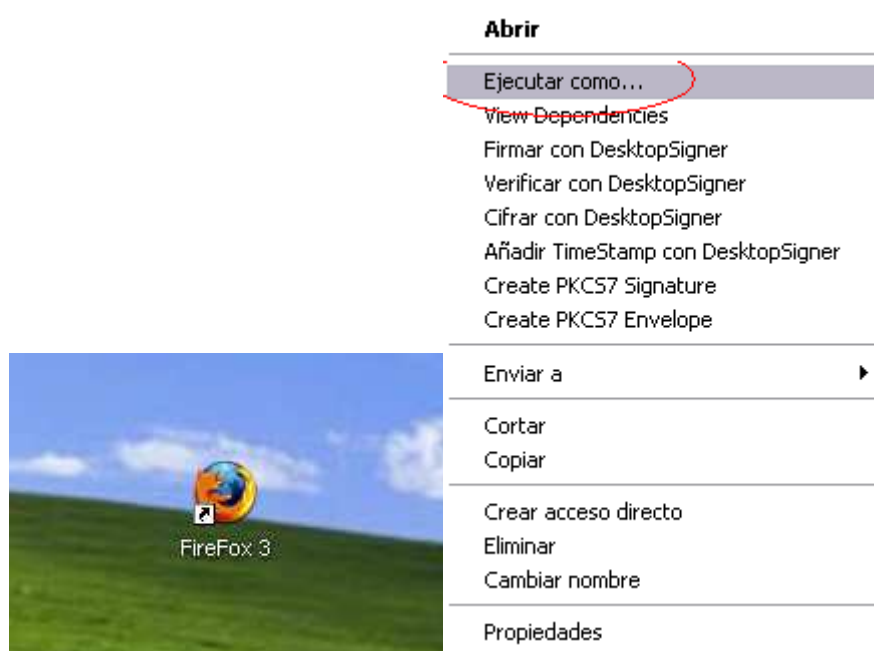 Abrir
Ejecutar como...
View Dependencies
Firmar con DesktopSigner
Verificar con DesktopSigner
Cifrar con DesktopSigner
Añadir TimeStamp con DesktopSigner
Create PKCS7 Signature
Create PKCS7 Envelope
Enviar a
Cortar
Copiar
Crear acceso directo
Eliminar
Cambiar nombre
Propiedades
FireFox 3